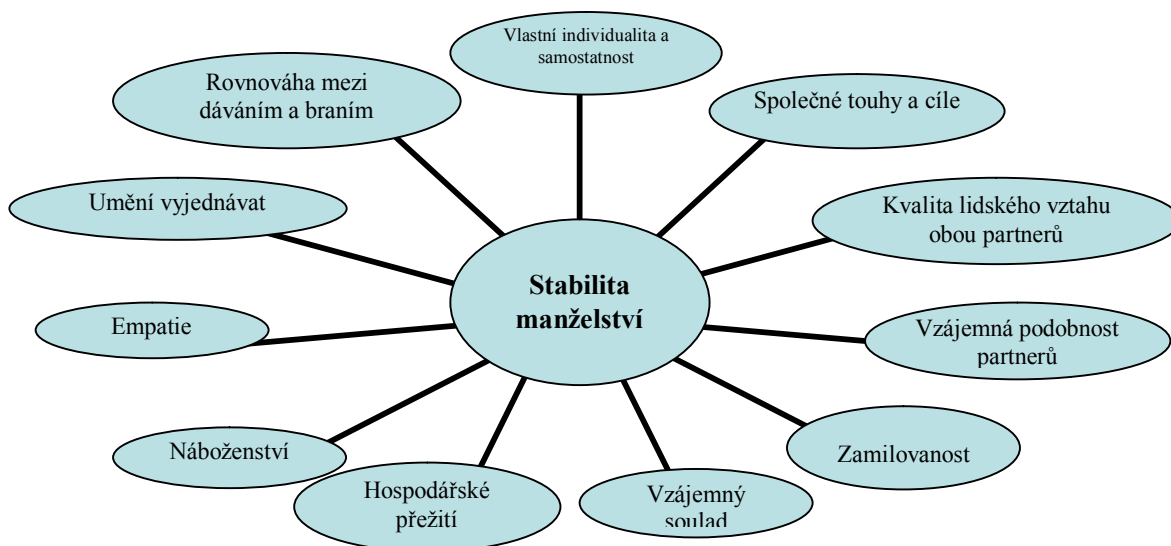 Vlastní individualita a
samostatnost
Rovnováha mezi
dáváním a braním
Společné touhy a cíle
Umění vyjednávat
Kvalita lidského vztahu
obou partnerů
Stabilita
manželství
Empatie
Vzájemná podobnost
partnerů
Náboženství
Zamilovanost
Hospodářské
přežití
Vzájemný
soulad